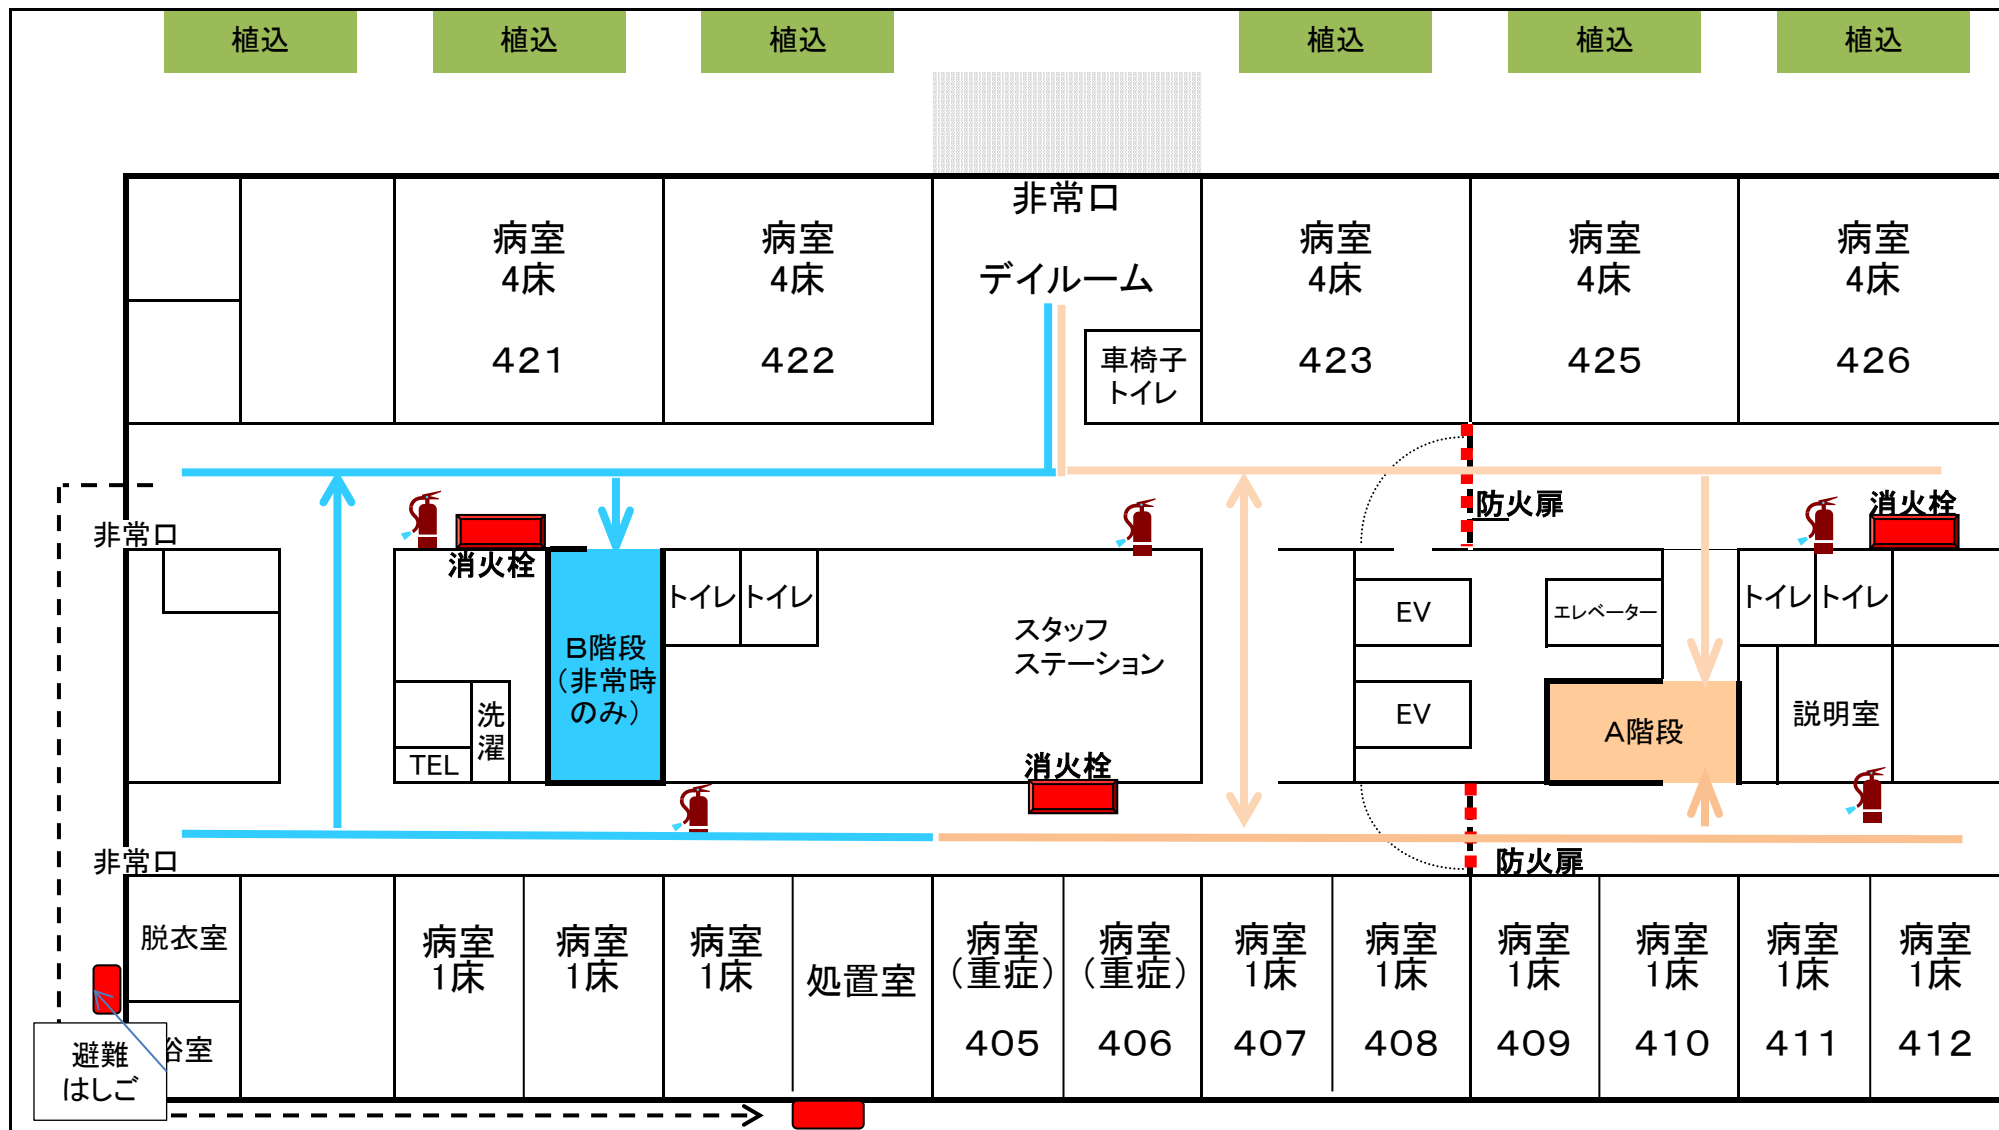 植込
植込
植込
植込
植込
植込
非常口
デイルーム
病室
4床
421
病室
4床
422
車椅子
トイレ
病室
4床
423
病室
4床
425
病室
4床
426
非常口
消火栓
防火扉
消火栓
B階段
（非常時
のみ）
トイレ
トイレ
スタッフ
ステーション
EV
エレベーター
トイレ
トイレ
洗
濯
TEL
消火栓
EV
A階段
説明室
非常口
防火扉
脱衣室
浴室
避難
はしご
病室
1床
病室
1床
病室
1床
処置室
病室
（重症）
405
病室
（重症）
406
病室
1床
407
病室
1床
408
病室
1床
409
病室
1床
410
病室
1床
411
病室
1床
412